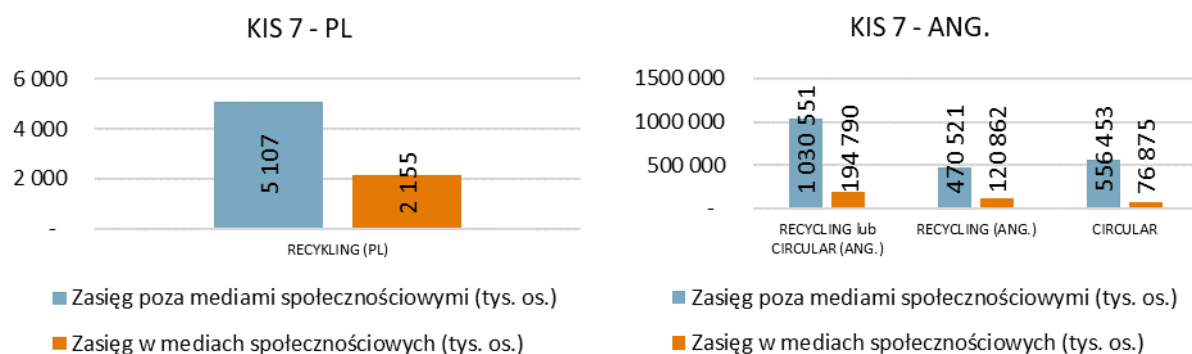 KIS 7 - PL
6 000
4 000
2 000
-
5 107
2 155
RECYKLING (PL)
Zasięg poza mediami społecznościowymi (tys. os.)
Zasięg w mediach społecznościowych (tys. os.)
KIS 7 - ANG.
1500 000
1000 000
500 000
-
1 030 551
194 790
470 521
120 862
556 453
76 875
RECYCLING lub
CIRCULAR (ANG.)
RECYCLING (ANG.)
CIRCULAR
Zasięg poza mediami społecznościowymi (tys. os.)
Zasięg w mediach społecznościowych (tys. os.)